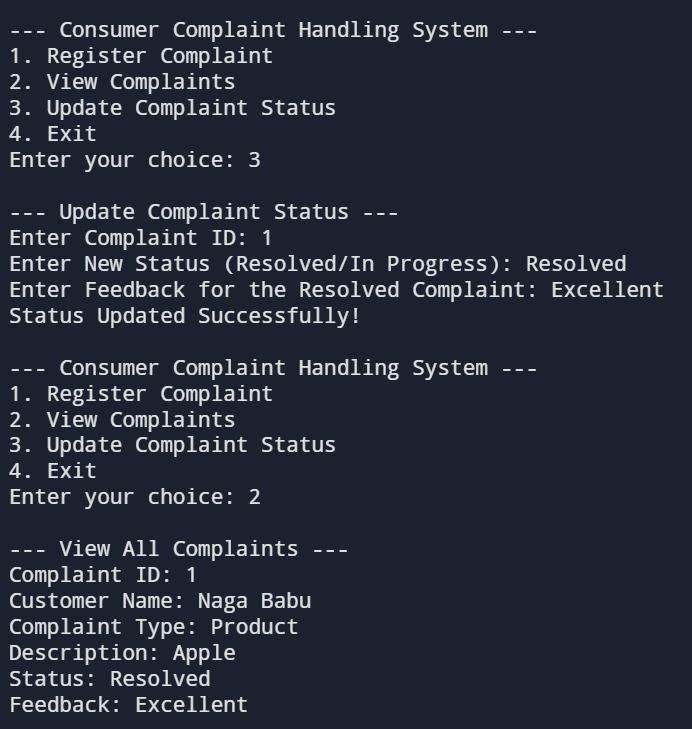 --- Consumer Complaint Handling System ---
1. Register Complaint
2. View Complaints
3. Update Complaint Status
4. Exit
Enter your choice: 3
--- Update Complaint Status ---
Enter Complaint ID: 1
Enter New Status (Resolved/In Progress): Resolved
Enter Feedback for the Resolved Complaint: Excellent
Status Updated Successfully!
--- Consumer Complaint Handling System ---
1. Register Complaint
2. View Complaints
3. Update Complaint Status
4. Exit
Enter your choice: 2
--- View All Complaints ---
Complaint ID: 1
Customer Name: Naga Babu
Complaint Type: Product
Description: Apple
Status: Resolved
Feedback: Excellent